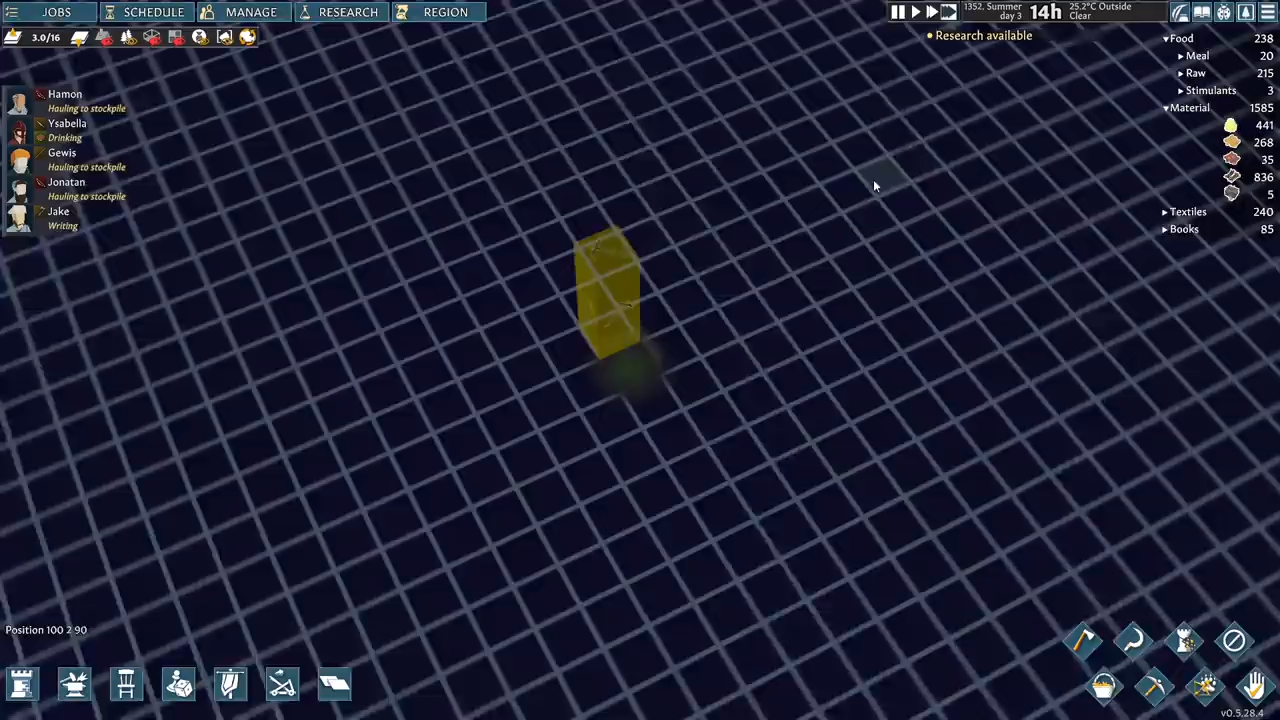 JOBS
SCHEDULE
MANAGE
RESEARCH
REGION
1352, Summer
day 3
14h
25.2°C Outside
Clear
3.0/16
Research available
Food 238
Meal 20
Raw 215
Stimulants 3
Material 1585
441
268
35
836
5
Textiles 240
Books 85
Hamon
Hauling to stockpile
Ysabella
Drinking
Gewis
Hauling to stockpile
Jonatan
Hauling to stockpile
Jake
Writing
Position 100 2 90
v0.5.28.4